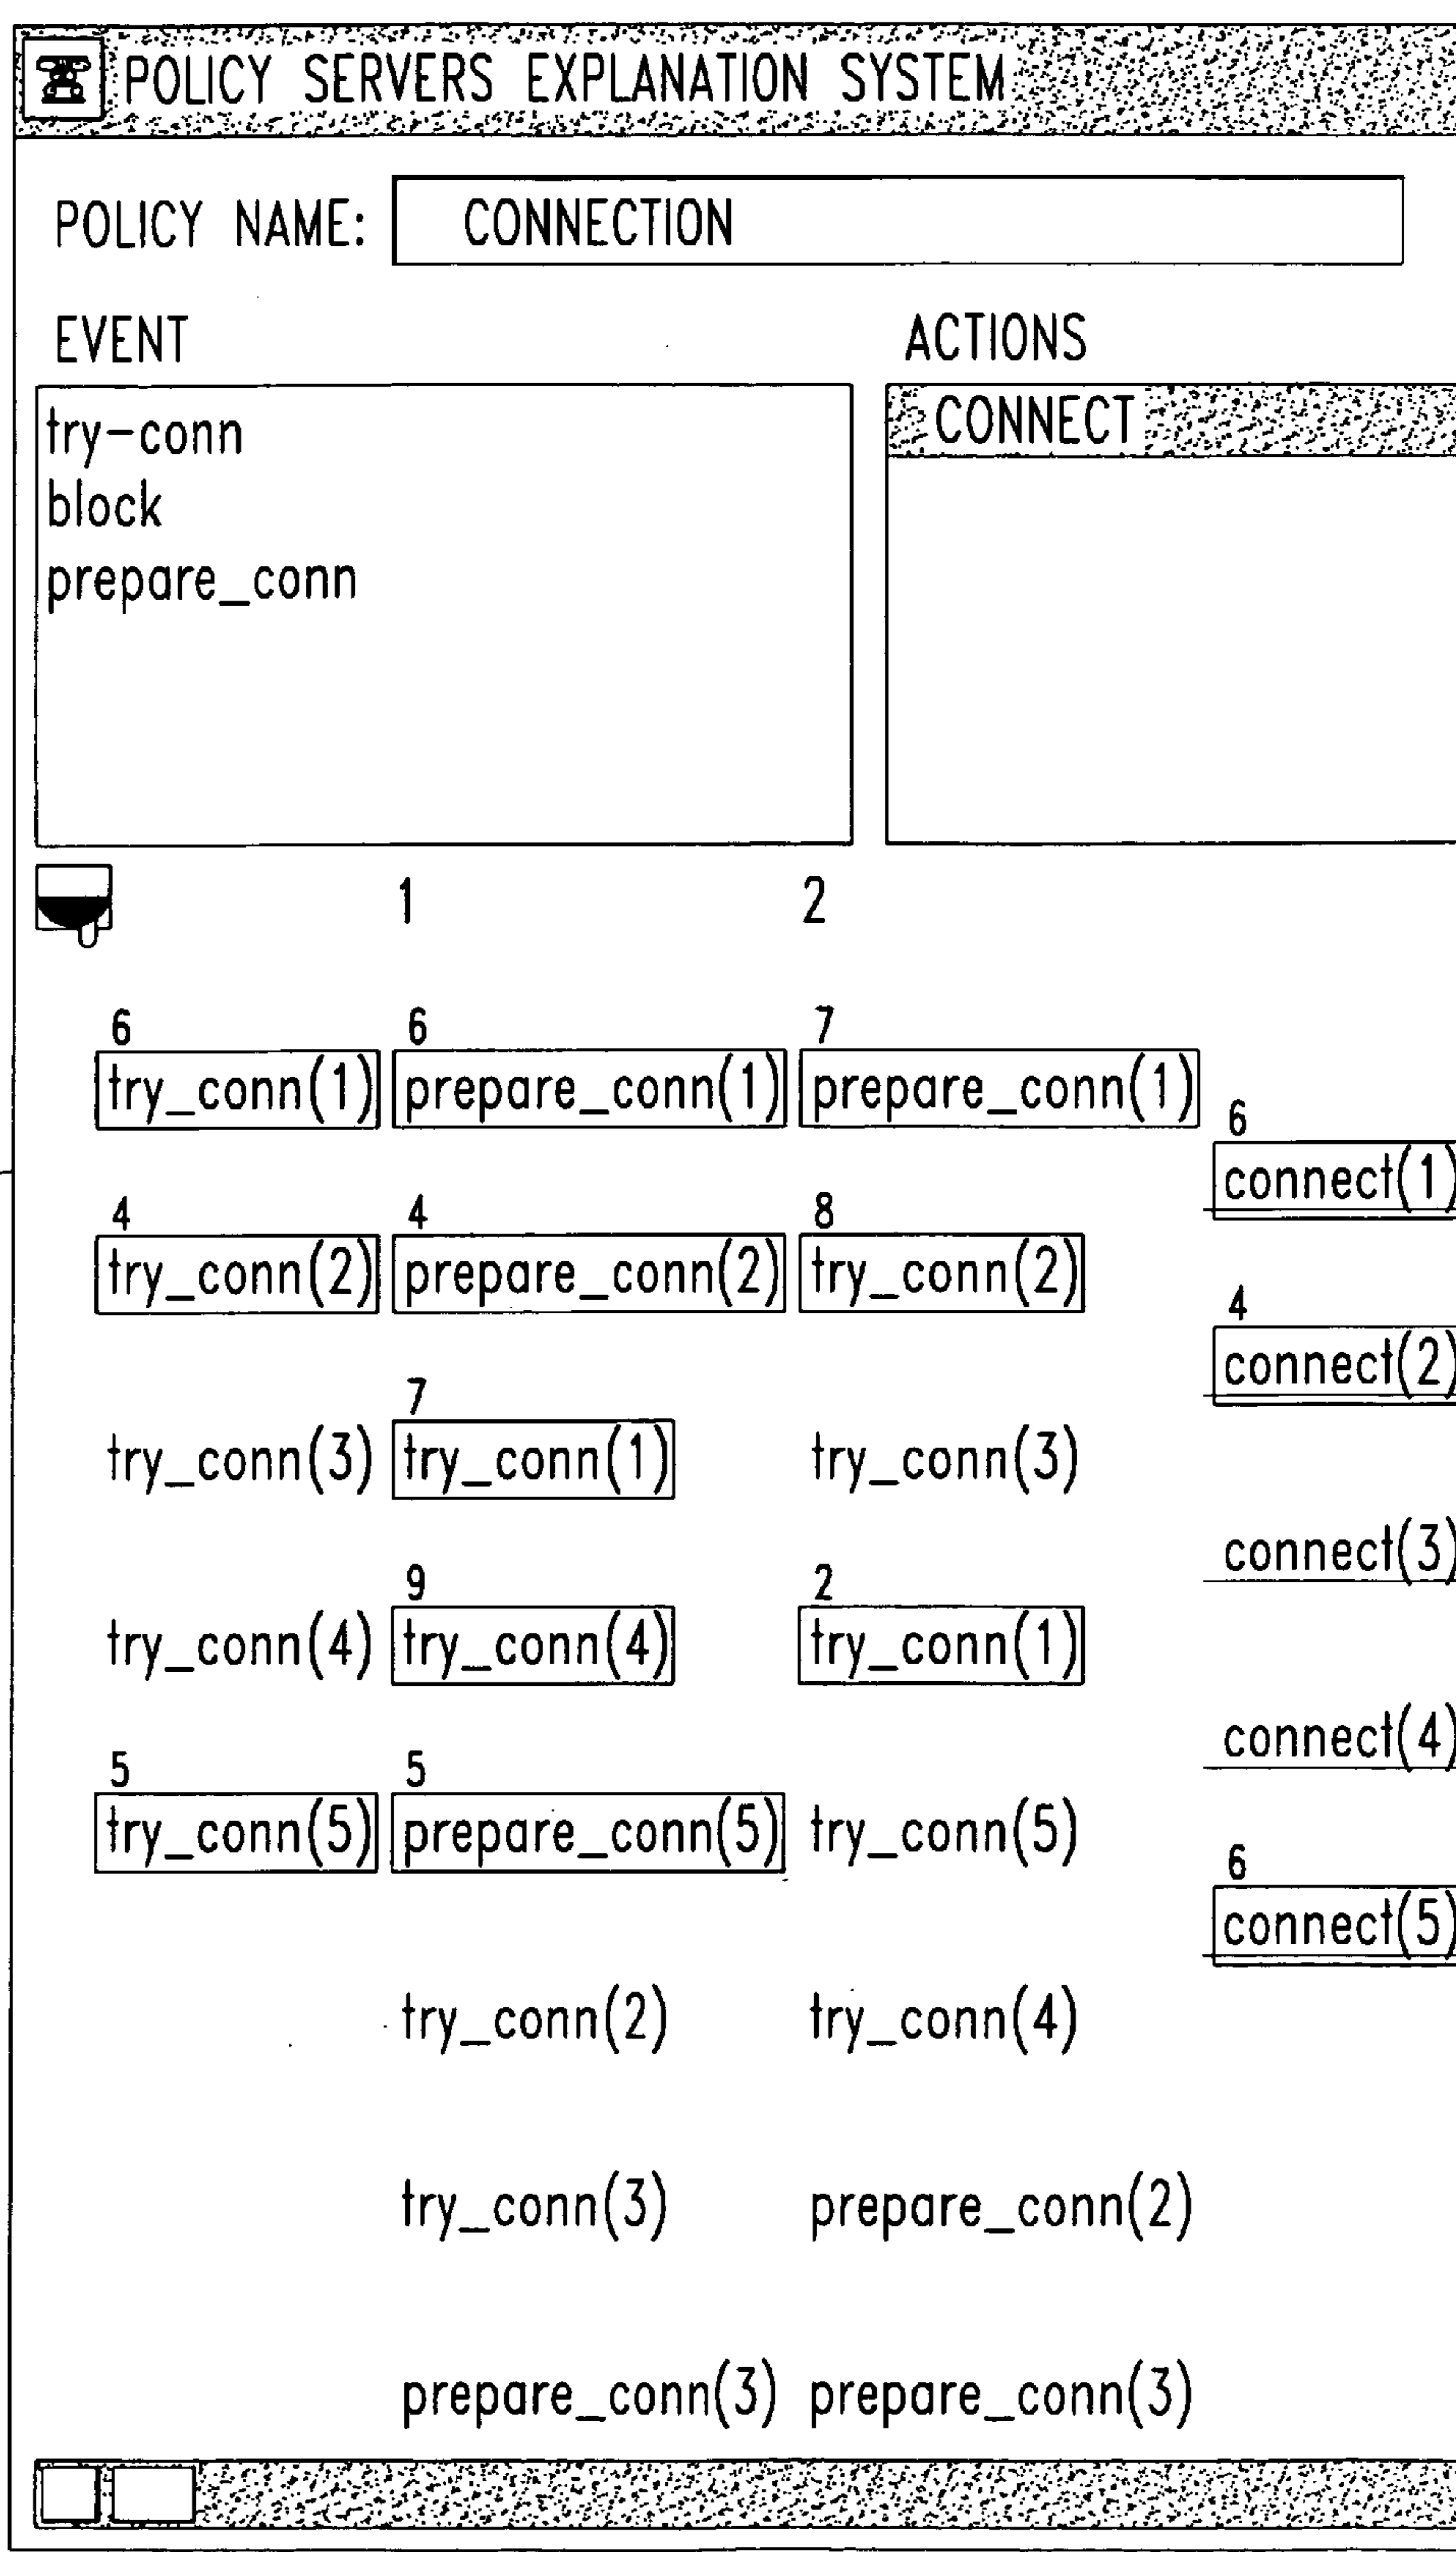 POLICY SERVERS EXPLANATION SYSTEM
POLICY NAME: CONNECTION
EVENT ACTIONS
try-conn CONNECT
block
prepare_conn
1 2
6 6 7
try_conn(1) prepare_conn(1) prepare_conn(1)
6
connect(1)
4 4 8
try_conn(2) prepare_conn(2) try_conn(2)
4
connect(2)
7
try_conn(3) try_conn(1) try_conn(3)
connect(3)
9 2
try_conn(4) try_conn(4) try_conn(1)
connect(4)
5 5
try_conn(5) prepare_conn(5) try_conn(5)
6
connect(5)
try_conn(2) try_conn(4)
try_conn(3) prepare_conn(2)
prepare_conn(3) prepare_conn(3)